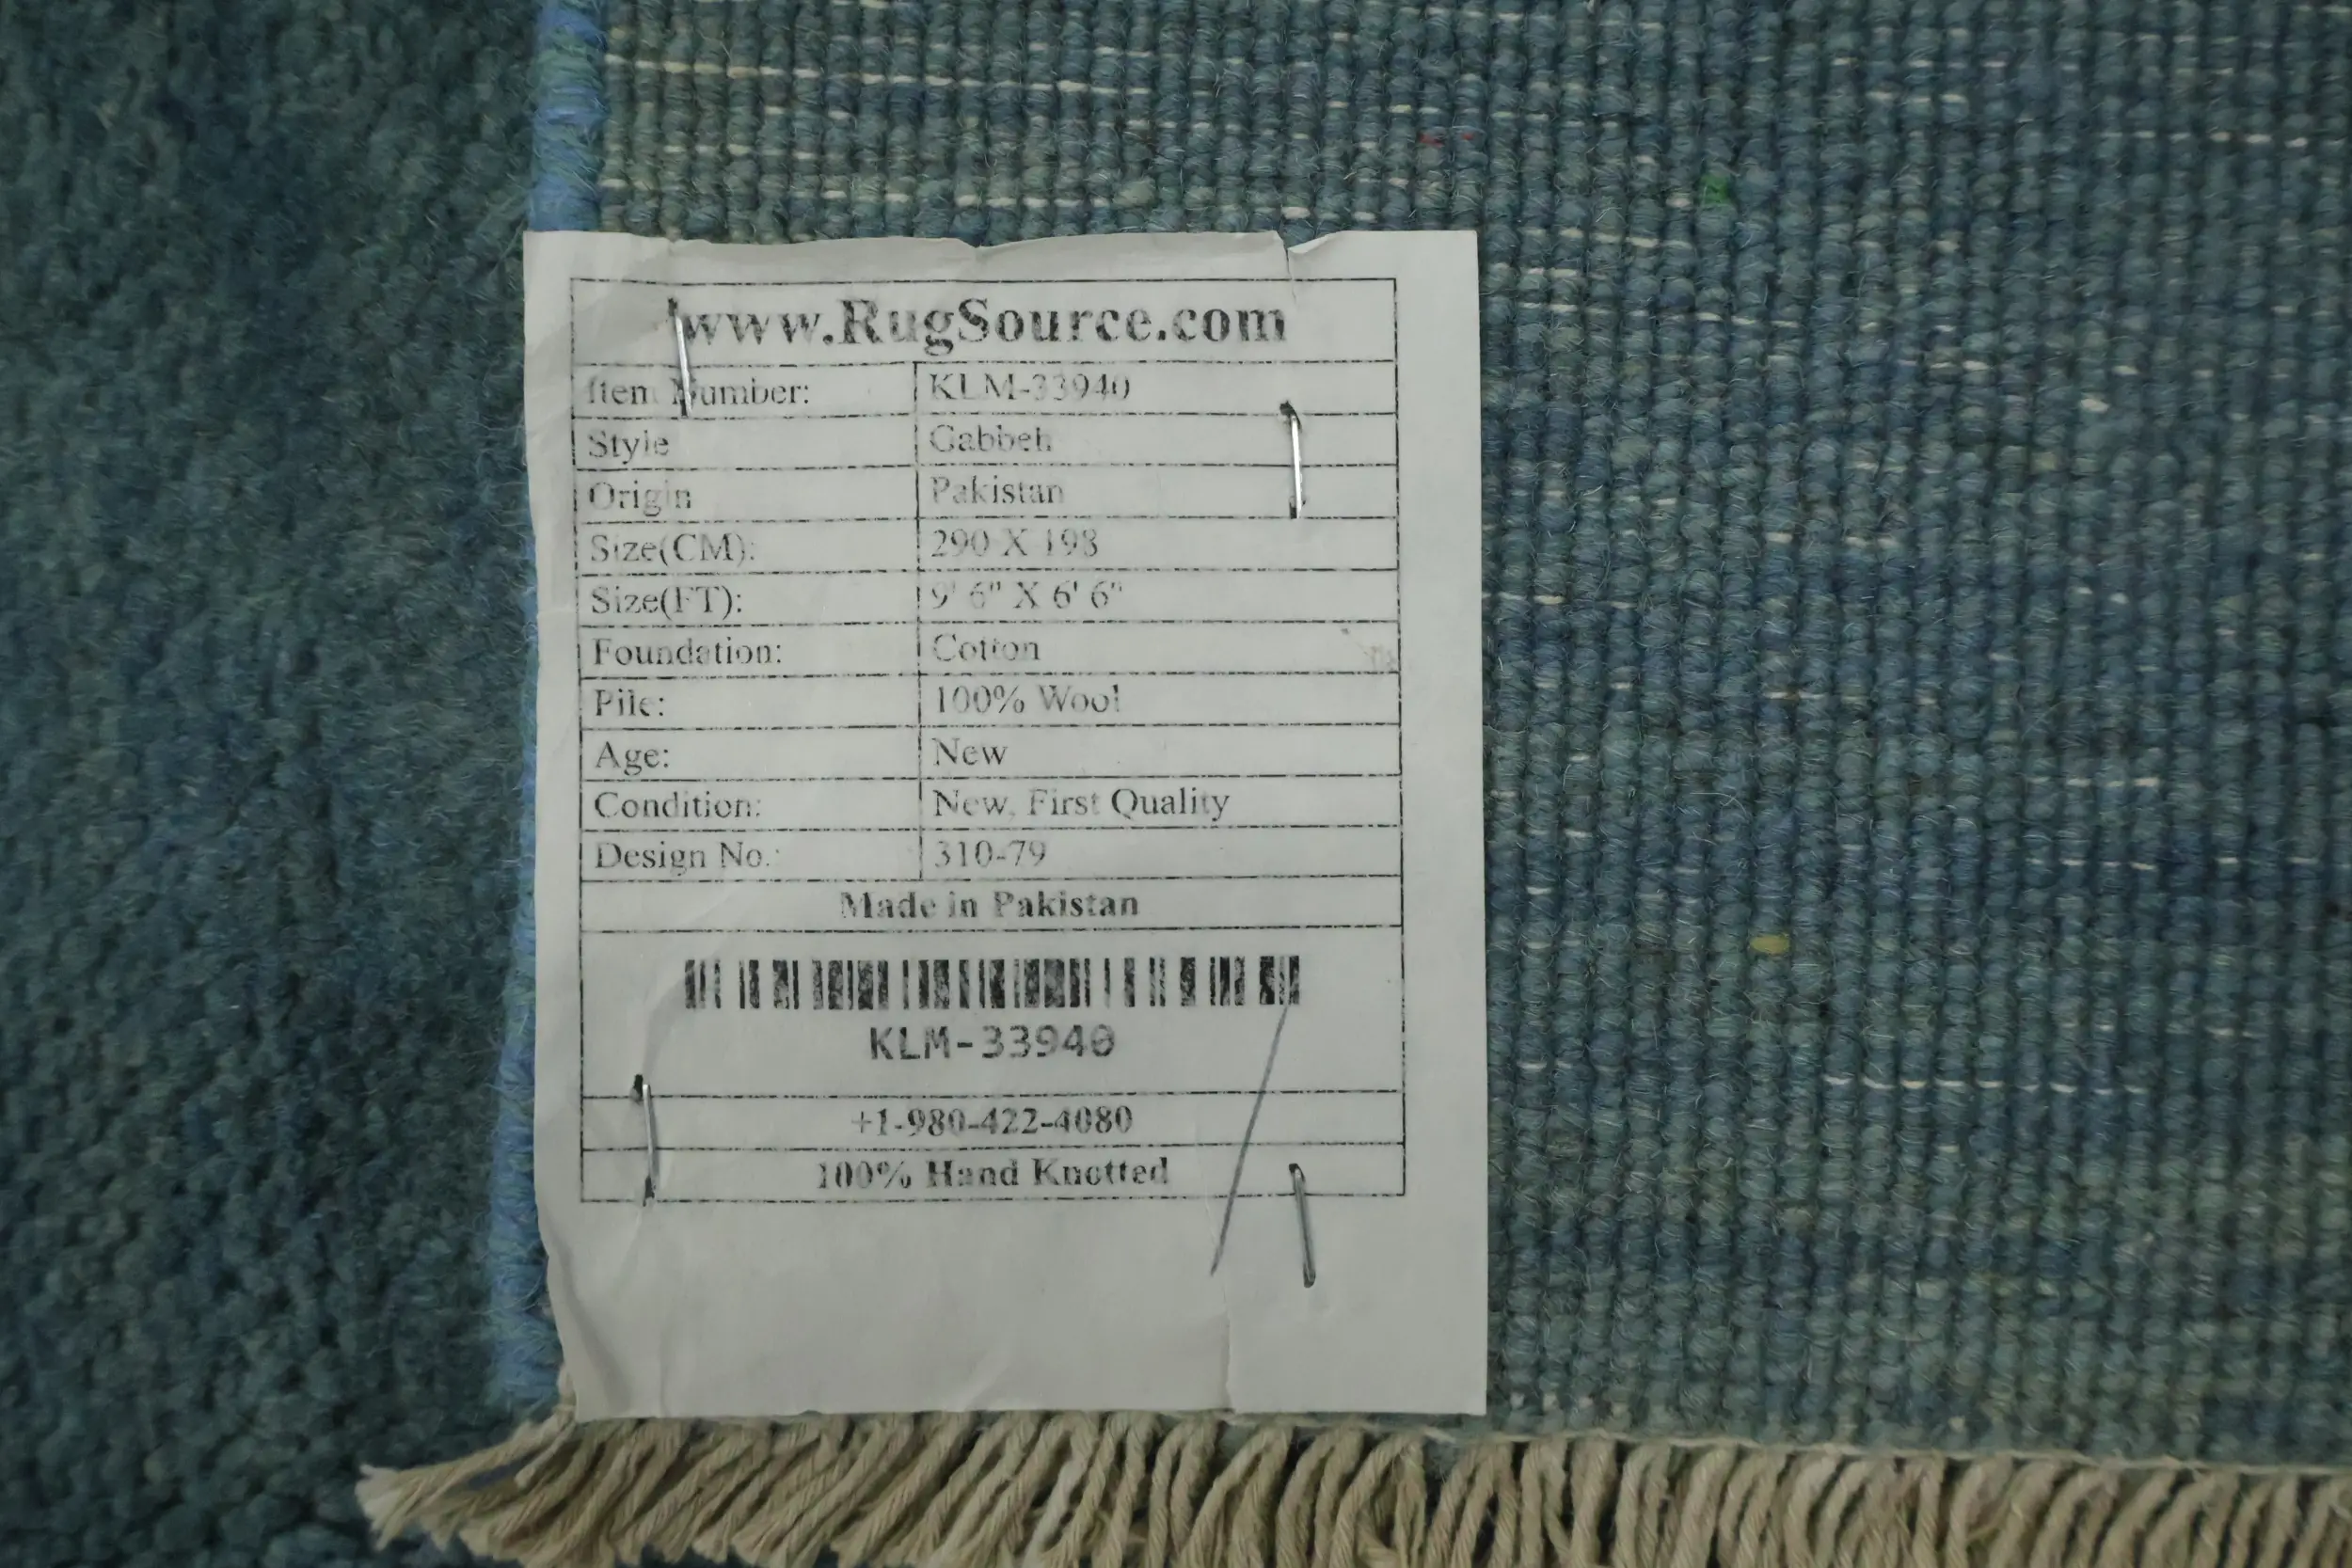 www.RugSource.com
Item Number: KLM-33940
Style Gabbeh
Origin Pakistan
Size(CM): 290 X 198
Size(FT): 9' 6" X 6' 6"
Foundation: Cotton
Pile: 100% Wool
Age: New
Condition: New, First Quality
Design No.: 310-79
Made in Pakistan
KLM-33940
+1-980-422-4080
100% Hand Knotted